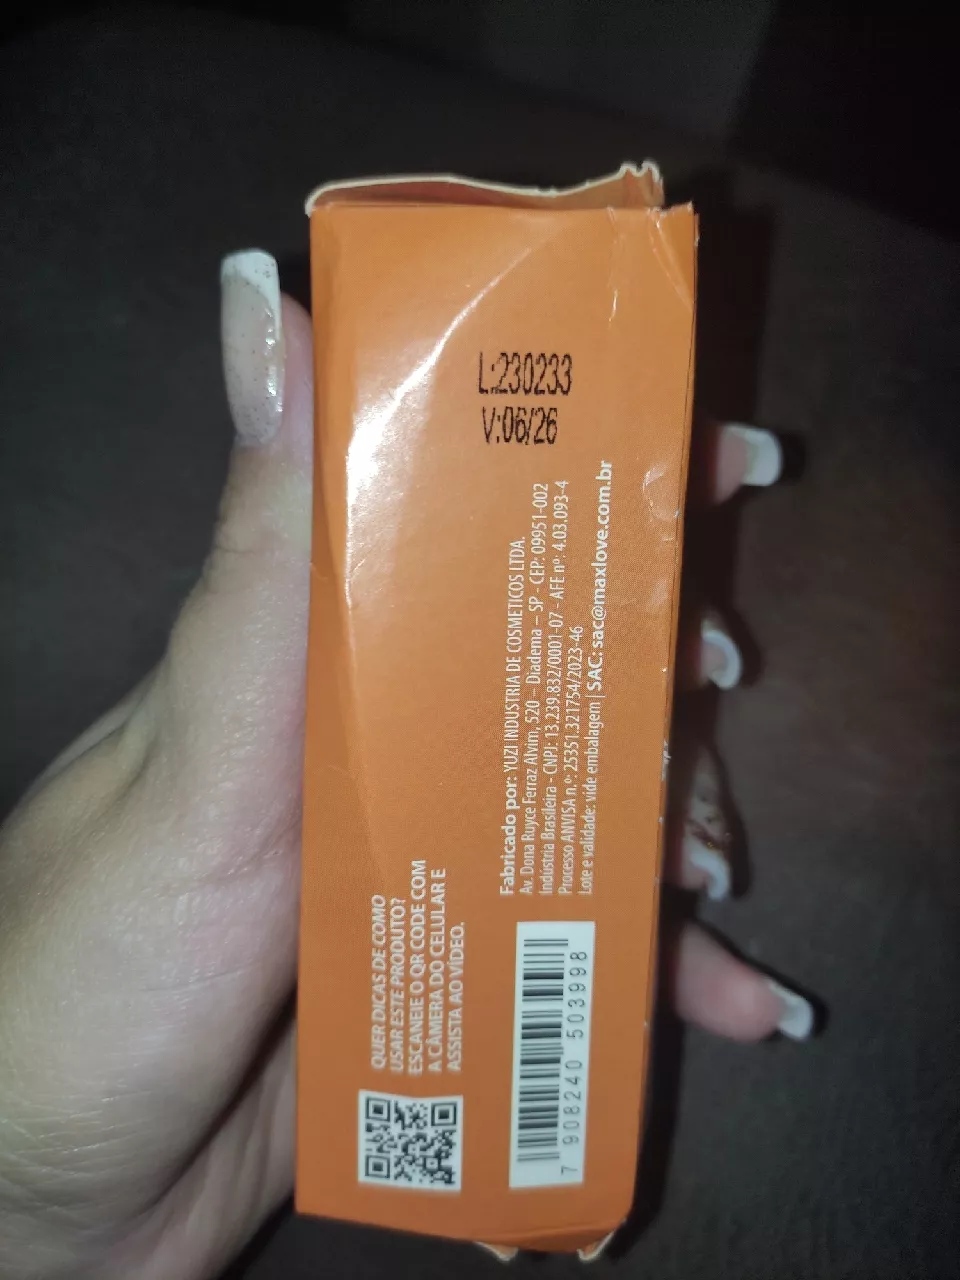 L:230233
V:06/26
Fabricado por: YUZI INDUSTRIA DE COSMETICOS LTDA.
Av. Dona Ruyce Ferraz Alvim, 520 – Diadema – SP - CEP: 09951-002
Indústria Brasileira - CNPJ: 13.239.832/0001-07 - AFE nº: 4.03.093-4
Processo ANVISA n.º: 25351.321754/2023-46
Lote e validade: vide embalagem | SAC: sac@maxlove.com.br
QUER DICAS DE COMO
USAR ESTE PRODUTO?
ESCANEIE O QR CODE COM
A CÂMERA DO CELULAR E
ASSISTA AO VÍDEO.
7 908240 503998